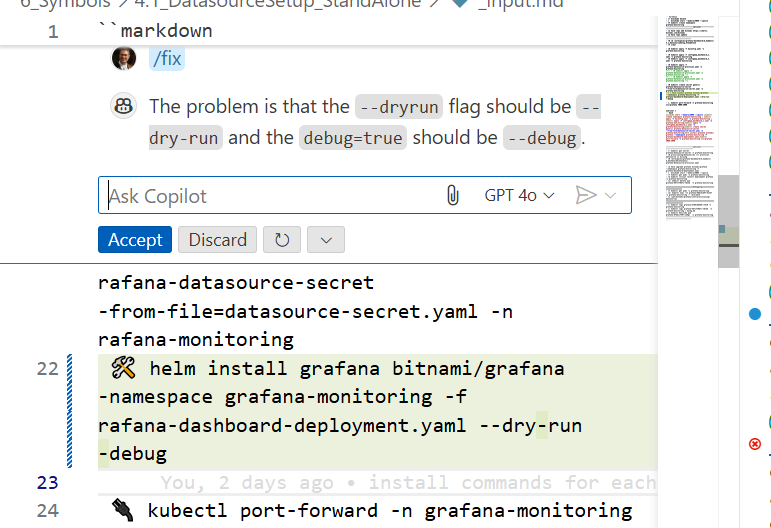 6_Symbols > 4.1_DatasourceSetup_StandAlone > _input.md
1 ``markdown
/fix
The problem is that the --dryrun flag should be --
dry-run and the debug=true should be --debug.
Ask Copilot GPT 4o
Accept Discard
rafana-datasource-secret
-from-file=datasource-secret.yaml -n
rafana-monitoring
22 🛠 helm install grafana bitnami/grafana
-namespace grafana-monitoring -f
rafana-dashboard-deployment.yaml --dry-run
-debug
23 You, 2 days ago • install commands for each
24 🔌 kubectl port-forward -n grafana-monitoring